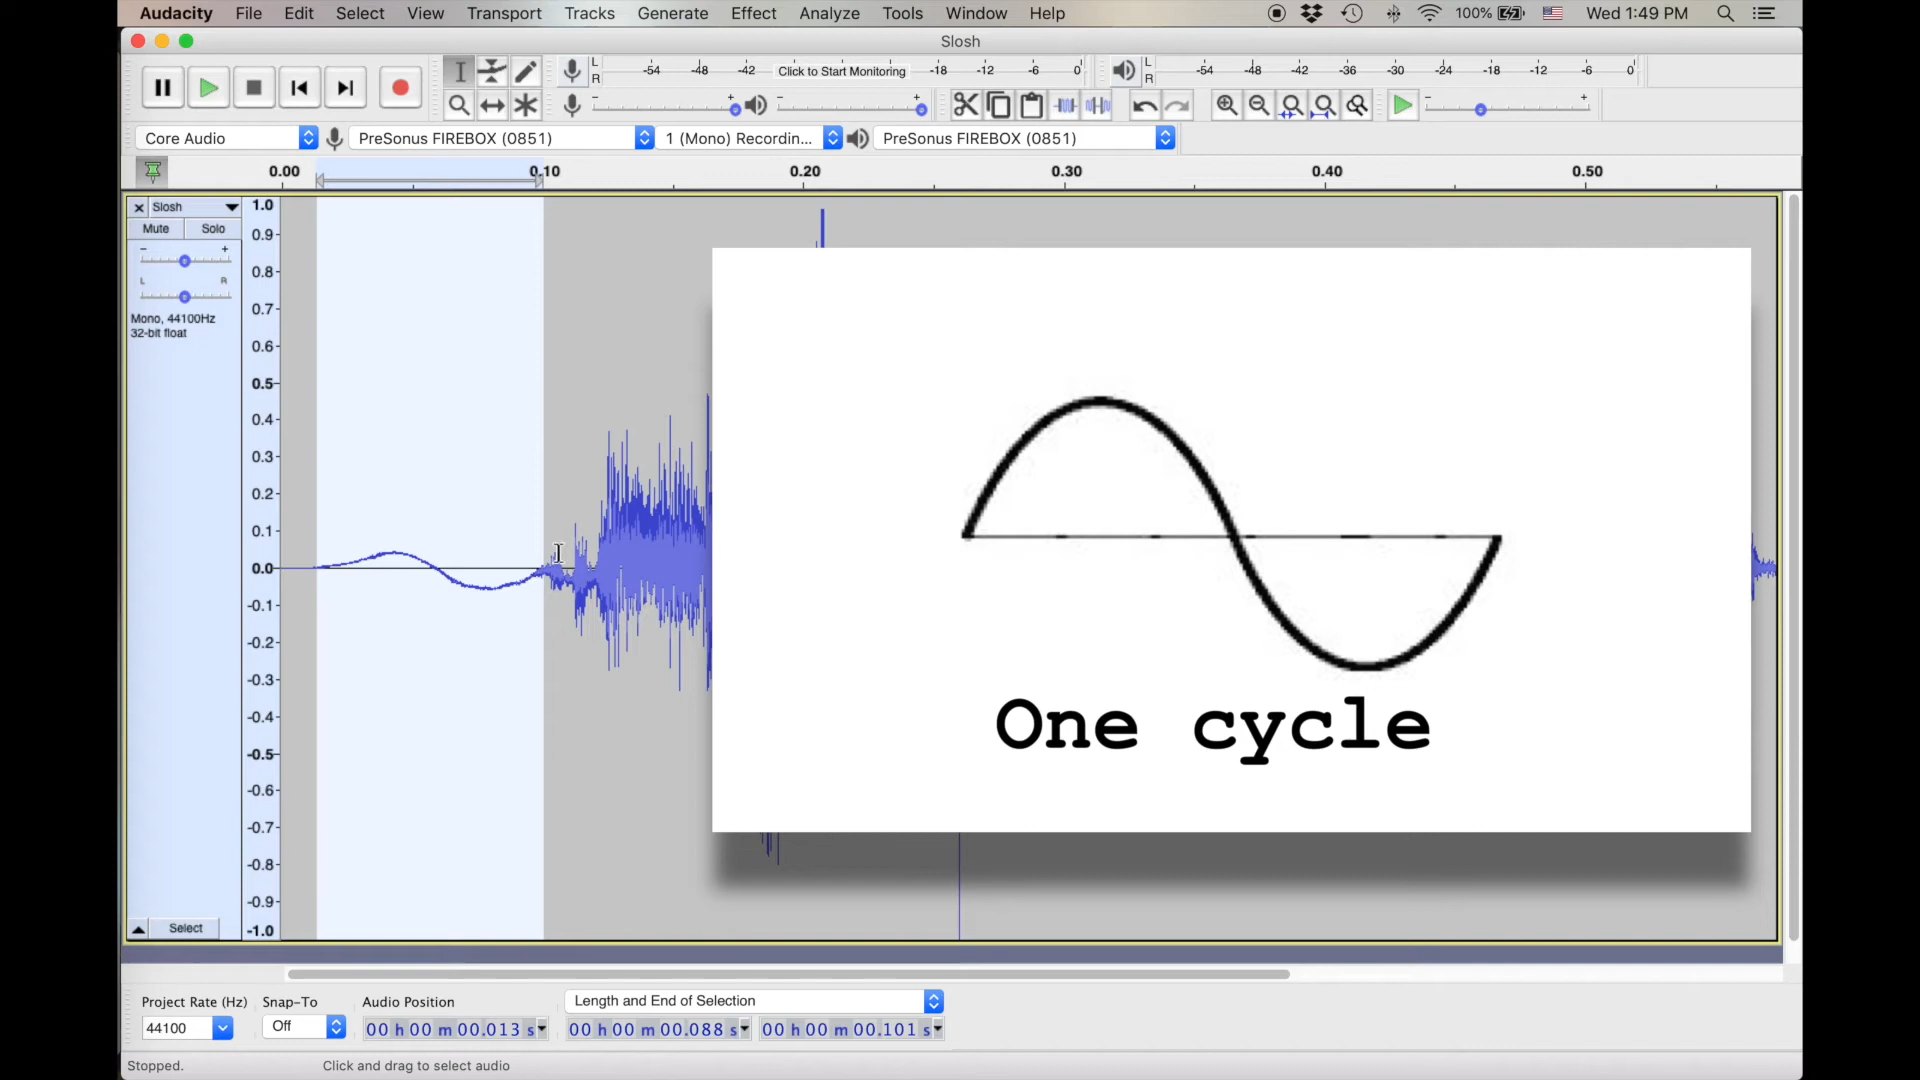 Audacity File Edit Select View Transport Tracks Generate Effect Analyze Tools Window Help 100% Wed 1:49 PM
Slosh
L
R
-54 -48 -42 Click to Start Monitoring -18 -12 -6 0
L
R
-54 -48 -42 -36 -30 -24 -18 -12 -6 0
- + - + - +
Core Audio PreSonus FIREBOX (0851) 1 (Mono) Recordin... PreSonus FIREBOX (0851)
0.00 0.10 0.20 0.30 0.40 0.50
Slosh
Mute Solo
- +
L R
Mono, 44100Hz
32-bit float
Select
1.0
0.9
0.8
0.7
0.6
0.5
0.4
0.3
0.2
0.1
0.0
-0.1
-0.2
-0.3
-0.4
-0.5
-0.6
-0.7
-0.8
-0.9
-1.0
One cycle
Project Rate (Hz) Snap-To Audio Position Length and End of Selection
44100 Off 00 h 00 m 00.013 s 00 h 00 m 00.088 s 00 h 00 m 00.101 s
Stopped. Click and drag to select audio